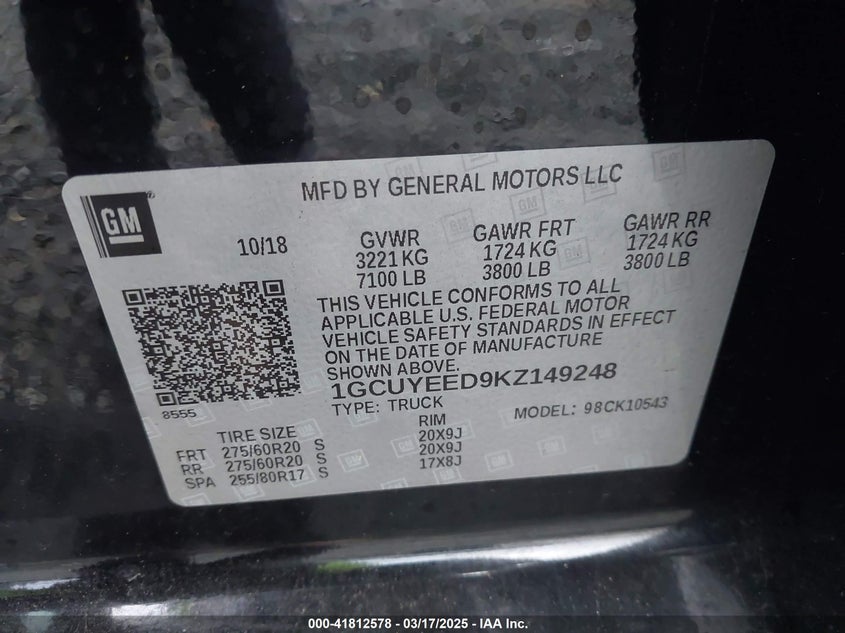 MFD BY GENERAL MOTORS LLC
GM
10/18
GVWR
3221 KG
7100 LB
GAWR FRT
1724 KG
3800 LB
GAWR RR
1724 KG
3800 LB
THIS VEHICLE CONFORMS TO ALL
APPLICABLE U.S. FEDERAL MOTOR
VEHICLE SAFETY STANDARDS IN EFFECT
ON THE DATE OF MANUFACTURE
SHOWN ABOVE.
1GCUYEED9KZ149248
8555
TYPE: TRUCK
MODEL: 98CK10543
TIRE SIZE
RIM
FRT 275/60R20 S 20X9J
RR 275/60R20 S 20X9J
SPA 255/80R17 S 17X8J
000-41812578 - 03/17/2025 - IAA Inc.